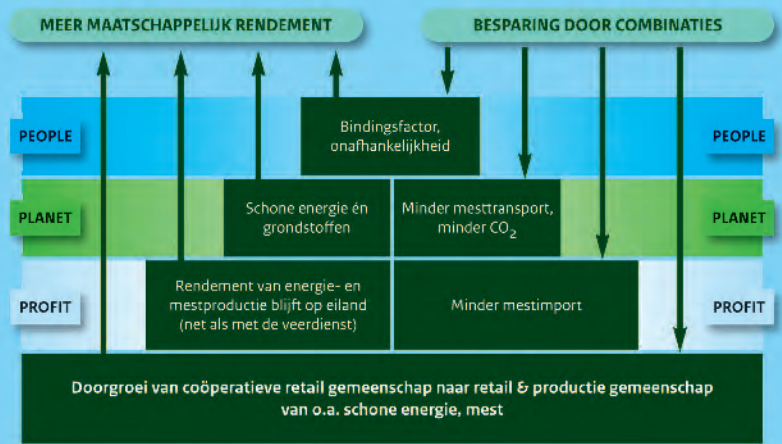 MEER MAATSCHAPPELIJK RENDEMENT
BESPARING DOOR COMBINATIES
PEOPLE
Bindingsfactor,
onafhankelijkheid
PEOPLE
PLANET
Schone energie én
grondstoffen
Minder mesttransport,
minder CO2
PLANET
PROFIT
Rendement van energie- en
mestproductie blijft op eiland
(net als met de veerdienst)
Minder mestimport
PROFIT
Doorgroei van coöperatieve retail gemeenschap naar retail & productie gemeenschap
van o.a. schone energie, mest